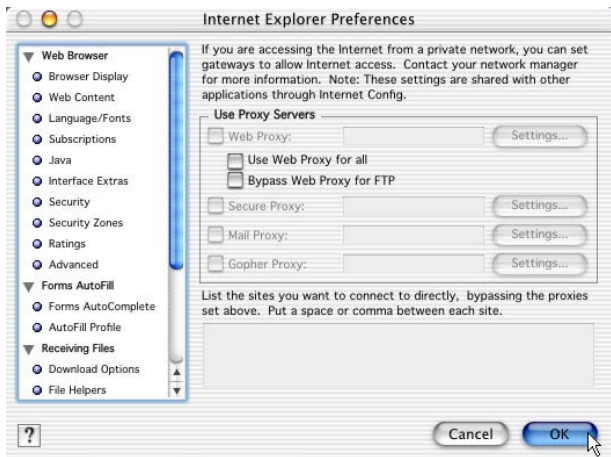 Internet Explorer Preferences
Web Browser
Browser Display
Web Content
Language/Fonts
Subscriptions
Java
Interface Extras
Security
Security Zones
Ratings
Advanced
Forms AutoFill
Forms AutoComplete
AutoFill Profile
Receiving Files
Download Options
File Helpers
If you are accessing the Internet from a private network, you can set
gateways to allow Internet access. Contact your network manager
for more information. Note: These settings are shared with other
applications through Internet Config.
Use Proxy Servers
Web Proxy: Settings...
Use Web Proxy for all
Bypass Web Proxy for FTP
Secure Proxy: Settings...
Mail Proxy: Settings...
Gopher Proxy: Settings...
List the sites you want to connect to directly, bypassing the proxies
set above. Put a space or comma between each site.
? Cancel OK